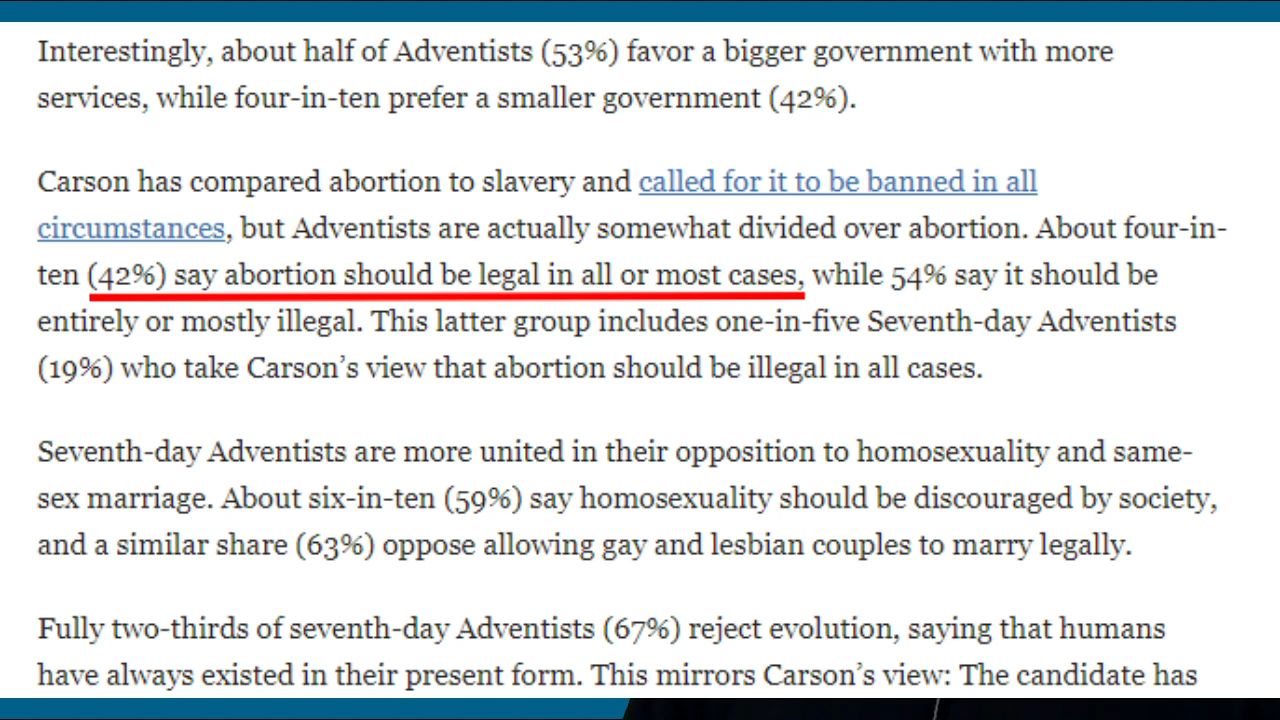 Interestingly, about half of Adventists (53%) favor a bigger government with more
services, while four-in-ten prefer a smaller government (42%).
Carson has compared abortion to slavery and called for it to be banned in all
circumstances, but Adventists are actually somewhat divided over abortion. About four-in-
ten (42%) say abortion should be legal in all or most cases, while 54% say it should be
entirely or mostly illegal. This latter group includes one-in-five Seventh-day Adventists
(19%) who take Carson’s view that abortion should be illegal in all cases.
Seventh-day Adventists are more united in their opposition to homosexuality and same-
sex marriage. About six-in-ten (59%) say homosexuality should be discouraged by society,
and a similar share (63%) oppose allowing gay and lesbian couples to marry legally.
Fully two-thirds of seventh-day Adventists (67%) reject evolution, saying that humans
have always existed in their present form. This mirrors Carson’s view: The candidate has